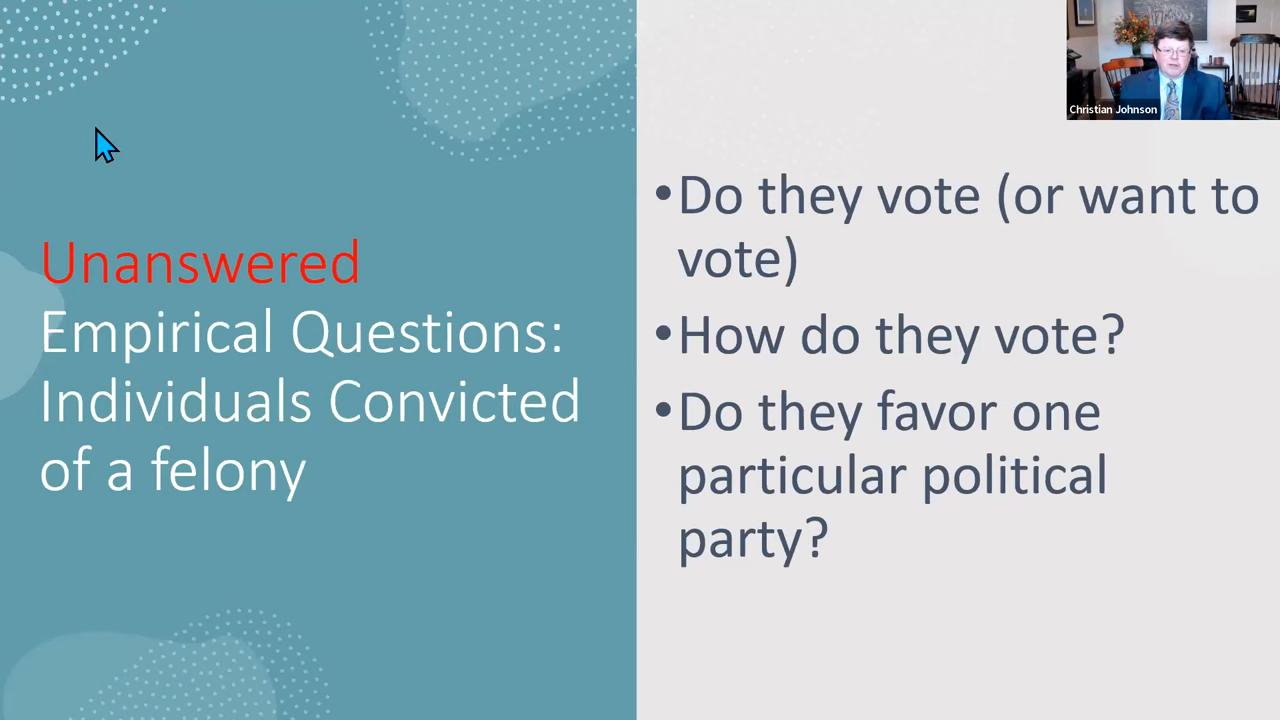 Unanswered
Empirical Questions:
Individuals Convicted
of a felony
•Do they vote (or want to
vote)
•How do they vote?
•Do they favor one
particular political
party?
Christian Johnson